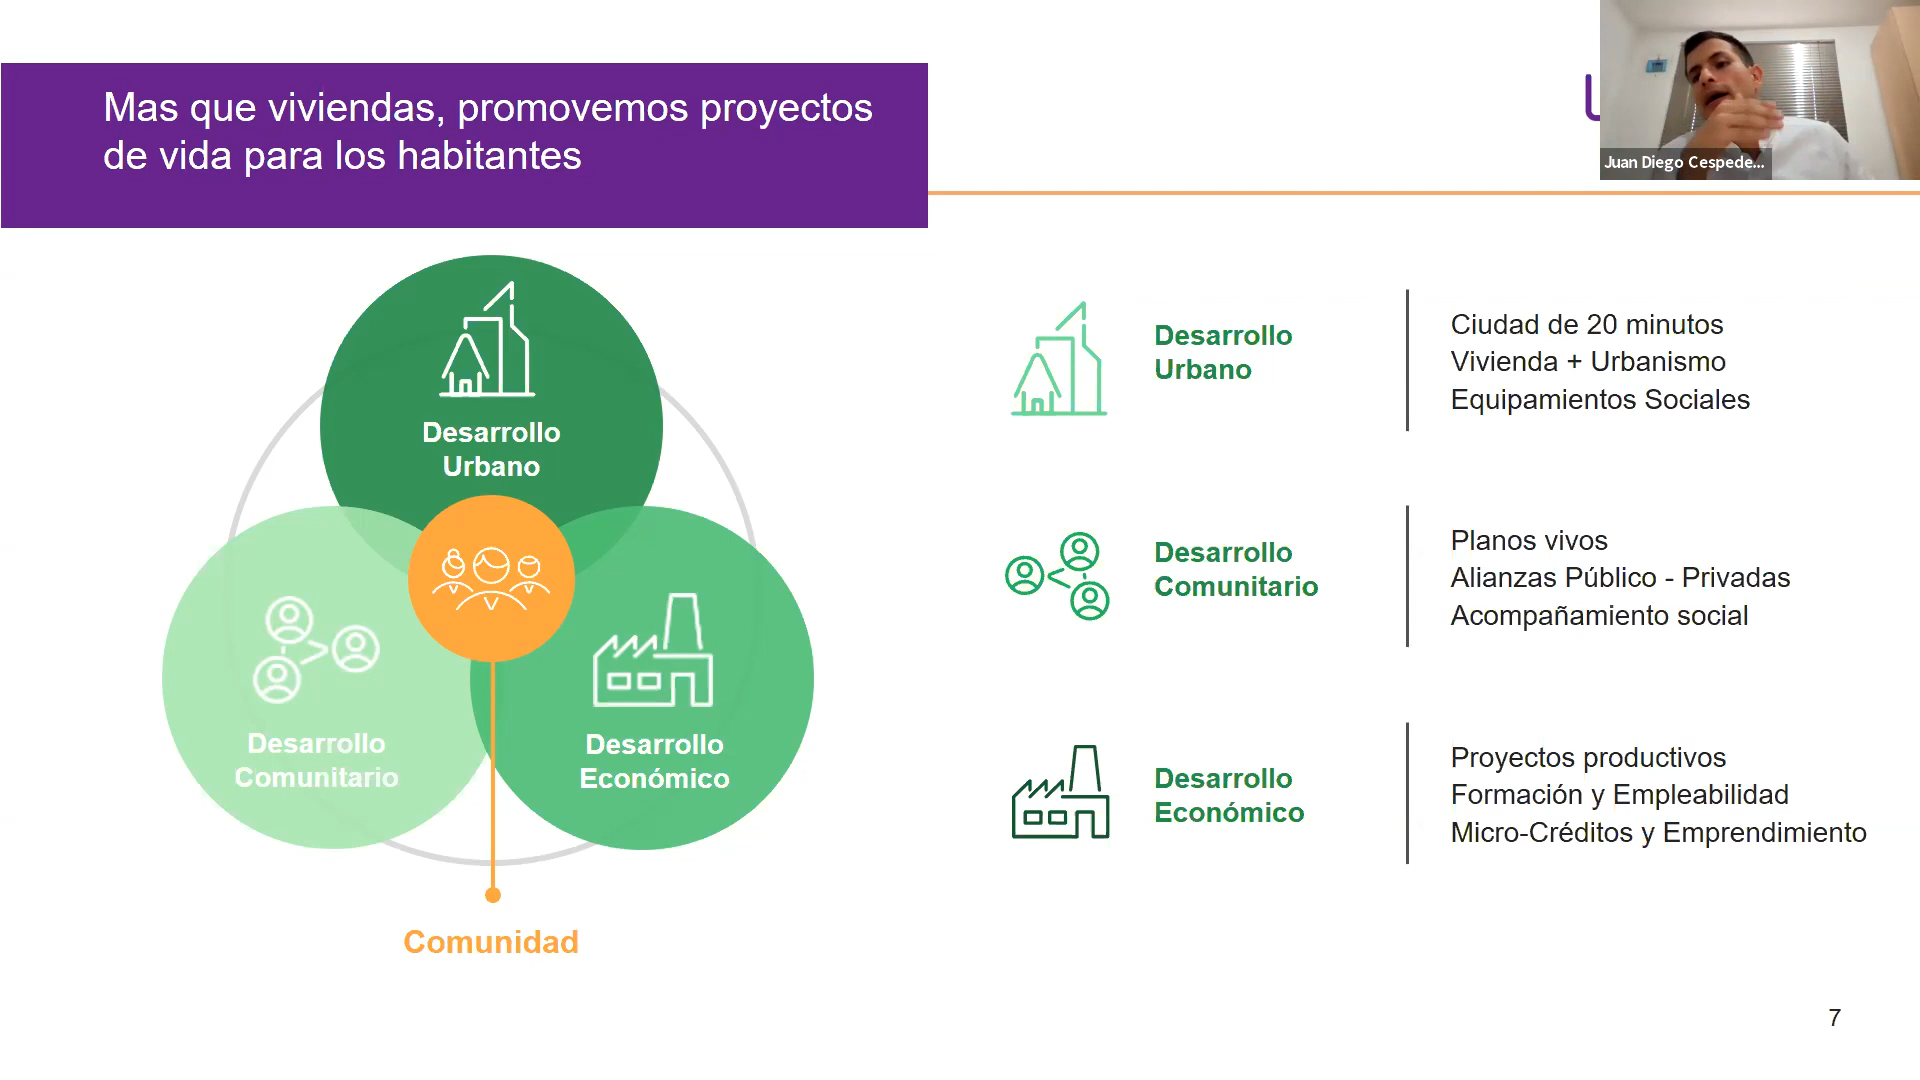 Mas que viviendas, promovemos proyectos
de vida para los habitantes
Juan Diego Cespede...
Desarrollo
Urbano
Desarrollo
Comunitario
Desarrollo
Económico
Comunidad
Desarrollo
Urbano
Ciudad de 20 minutos
Vivienda + Urbanismo
Equipamientos Sociales
Desarrollo
Comunitario
Planos vivos
Alianzas Público - Privadas
Acompañamiento social
Desarrollo
Económico
Proyectos productivos
Formación y Empleabilidad
Micro-Créditos y Emprendimiento
7